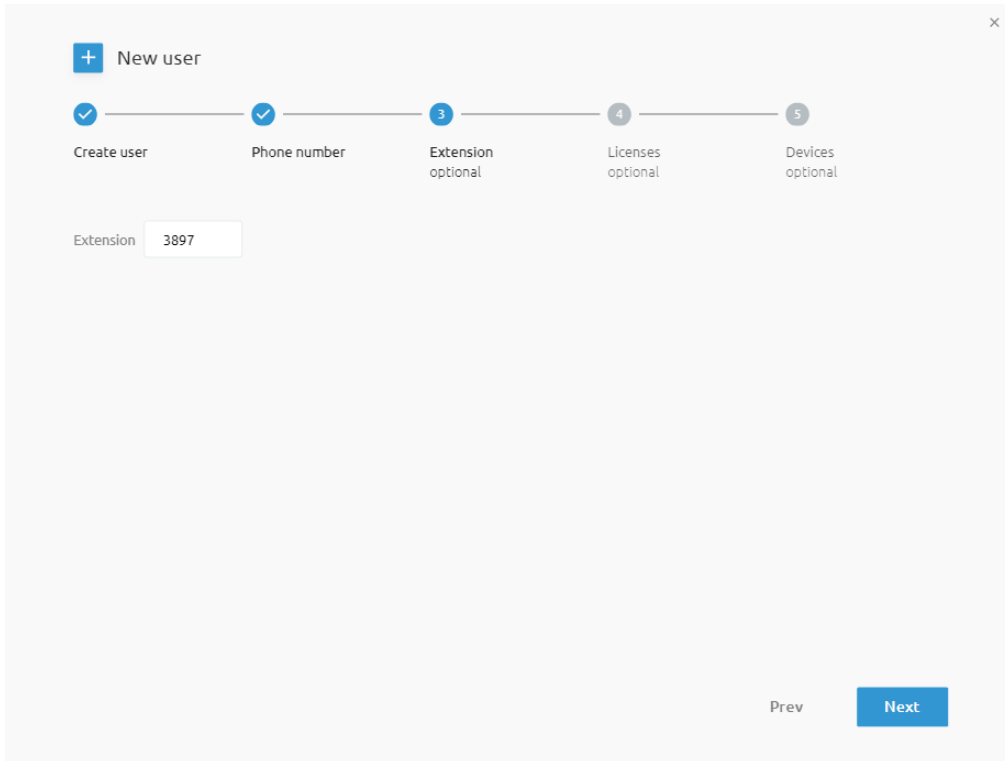 New user
3 4 5
Create user Phone number Extension Licenses Devices
optional optional optional
Extension 3897
Prev Next